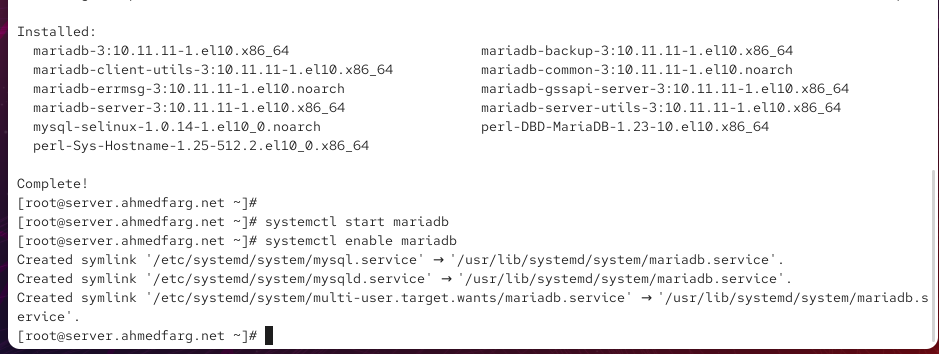 Installed:
mariadb-3:10.11.11-1.el10.x86_64 mariadb-backup-3:10.11.11-1.el10.x86_64
mariadb-client-utils-3:10.11.11-1.el10.x86_64 mariadb-common-3:10.11.11-1.el10.noarch
mariadb-errmsg-3:10.11.11-1.el10.noarch mariadb-gssapi-server-3:10.11.11-1.el10.x86_64
mariadb-server-3:10.11.11-1.el10.x86_64 mariadb-server-utils-3:10.11.11-1.el10.x86_64
mysql-selinux-1.0.14-1.el10_0.noarch perl-DBD-MariaDB-1.23-10.el10.x86_64
perl-Sys-Hostname-1.25-512.2.el10_0.x86_64
Complete!
[root@server.ahmedfarg.net ~]#
[root@server.ahmedfarg.net ~]# systemctl start mariadb
[root@server.ahmedfarg.net ~]# systemctl enable mariadb
Created symlink '/etc/systemd/system/mysql.service' → '/usr/lib/systemd/system/mariadb.service'.
Created symlink '/etc/systemd/system/mysqld.service' → '/usr/lib/systemd/system/mariadb.service'.
Created symlink '/etc/systemd/system/multi-user.target.wants/mariadb.service' → '/usr/lib/systemd/system/mariadb.s
ervice'.
[root@server.ahmedfarg.net ~]#